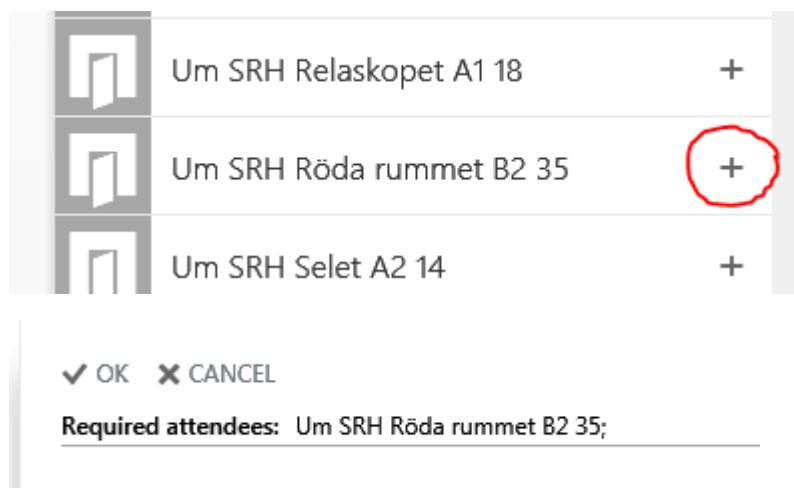 Um SRH Relaskopet A1 18 +
Um SRH Röda rummet B2 35 +
Um SRH Selet A2 14 +
OK CANCEL
Required attendees: Um SRH Röda rummet B2 35;